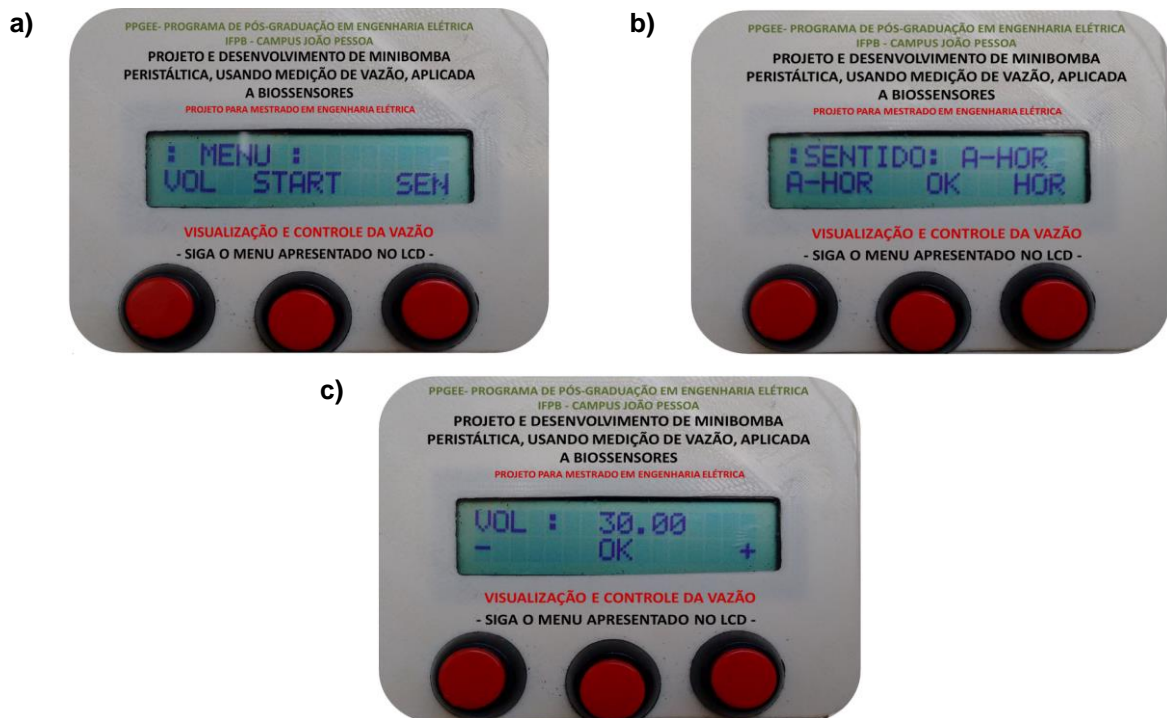 a)
PPGEE- PROGRAMA DE PÓS-GRADUAÇÃO EM ENGENHARIA ELÉTRICA
IFPB - CAMPUS JOÃO PESSOA
PROJETO E DESENVOLVIMENTO DE MINIBOMBA
PERISTÁLTICA, USANDO MEDIÇÃO DE VAZÃO, APLICADA
A BIOSSENSORES
PROJETO PARA MESTRADO EM ENGENHARIA ELÉTRICA
: MENU :
VOL START SEN
VISUALIZAÇÃO E CONTROLE DA VAZÃO
- SIGA O MENU APRESENTADO NO LCD -
b)
PPGEE- PROGRAMA DE PÓS-GRADUAÇÃO EM ENGENHARIA ELÉTRICA
IFPB - CAMPUS JOÃO PESSOA
PROJETO E DESENVOLVIMENTO DE MINIBOMBA
PERISTÁLTICA, USANDO MEDIÇÃO DE VAZÃO, APLICADA
A BIOSSENSORES
PROJETO PARA MESTRADO EM ENGENHARIA ELÉTRICA
:SENTIDO: A-HOR
A-HOR OK HOR
VISUALIZAÇÃO E CONTROLE DA VAZÃO
- SIGA O MENU APRESENTADO NO LCD -
c)
PPGEE- PROGRAMA DE PÓS-GRADUAÇÃO EM ENGENHARIA ELÉTRICA
IFPB - CAMPUS JOÃO PESSOA
PROJETO E DESENVOLVIMENTO DE MINIBOMBA
PERISTÁLTICA, USANDO MEDIÇÃO DE VAZÃO, APLICADA
A BIOSSENSORES
PROJETO PARA MESTRADO EM ENGENHARIA ELÉTRICA
VOL : 30.00
- OK +
VISUALIZAÇÃO E CONTROLE DA VAZÃO
- SIGA O MENU APRESENTADO NO LCD -